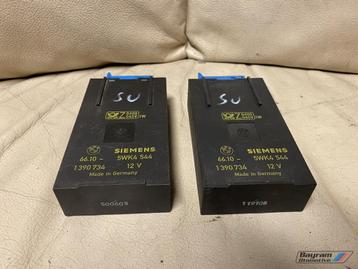 SU
SIEMENS
66.10 - 5WK4 544
1 390 734 12 V
Made in Germany
SU
SIEMENS
66.10 - 5WK4 544
1 390 734 12 V
Made in Germany
Bayram
Otomotive